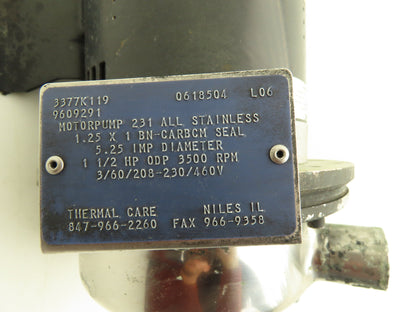 3377K119 0618504 L06
9609291
MOTORPUMP 231 ALL STAINLESS
1.25 X 1 BN-CARBCM SEAL
5.25 IMP DIAMETER
1 1/2 HP ODP 3500 RPM
3/60/208-230/460V
THERMAL CARE NILES IL
847-966-2260 FAX 966-9358